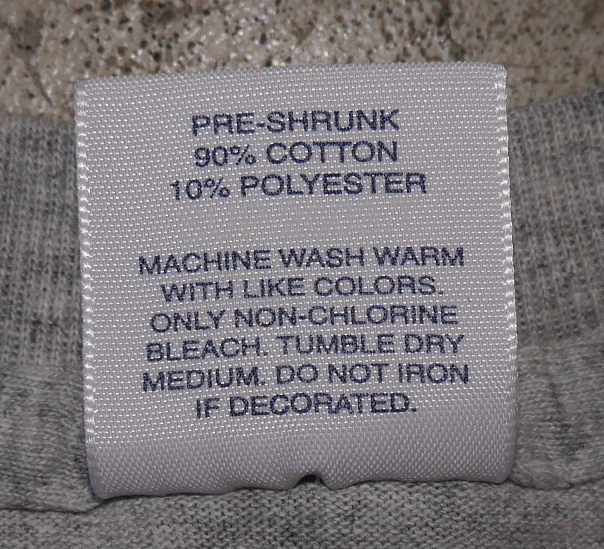 PRE-SHRUNK
90% COTTON
10% POLYESTER
MACHINE WASH WARM
WITH LIKE COLORS.
ONLY NON-CHLORINE
BLEACH. TUMBLE DRY
MEDIUM. DO NOT IRON
IF DECORATED.